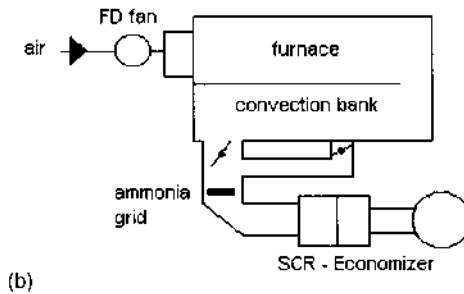 FD fan
air
furnace
convection bank
ammonia
grid
SCR - Economizer
(b)